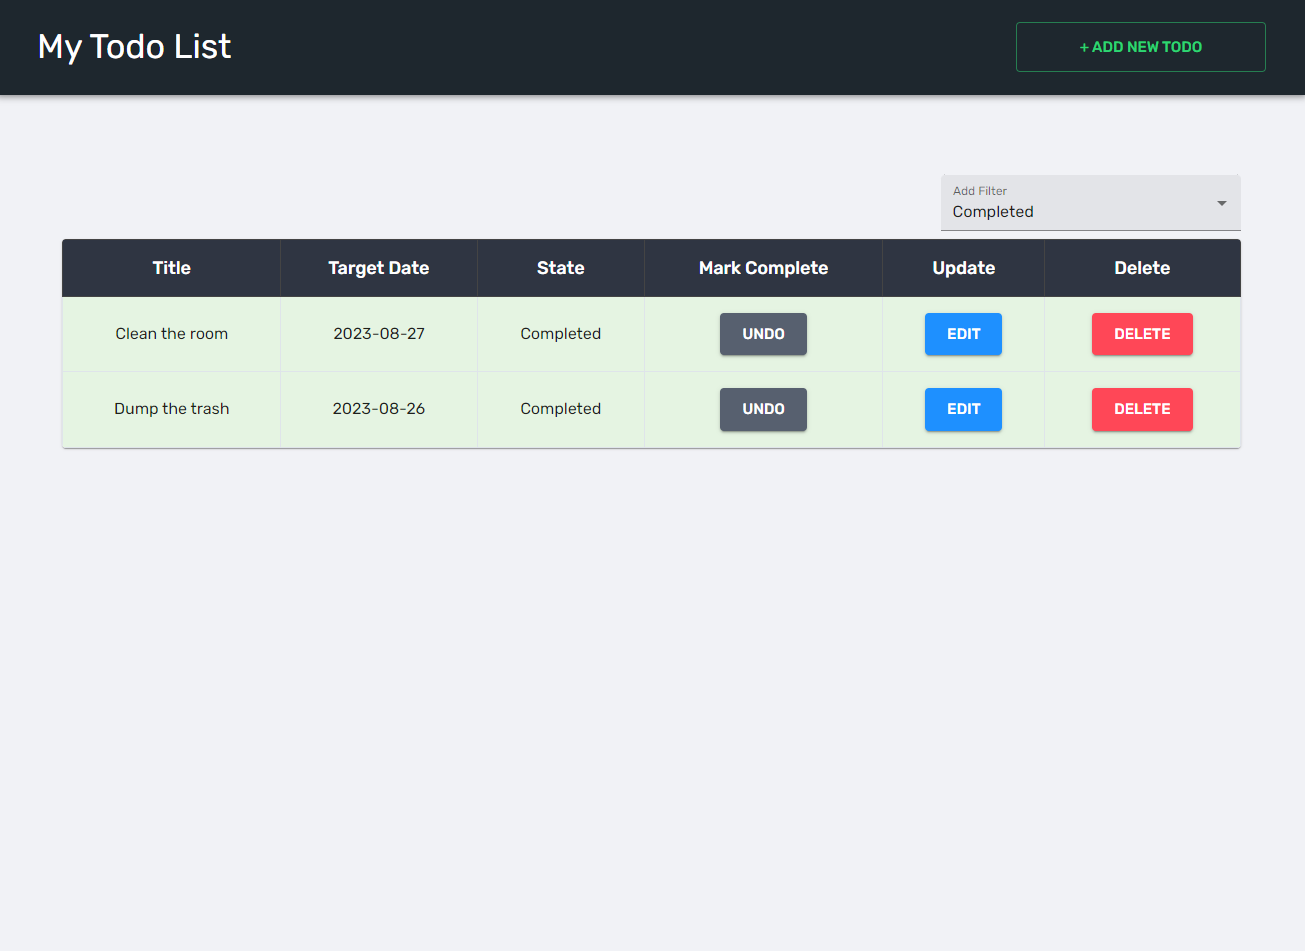 My Todo List
+ ADD NEW TODO
Add Filter
Completed
Title Target Date State Mark Complete Update Delete
Clean the room 2023-08-27 Completed UNDO EDIT DELETE
Dump the trash 2023-08-26 Completed UNDO EDIT DELETE